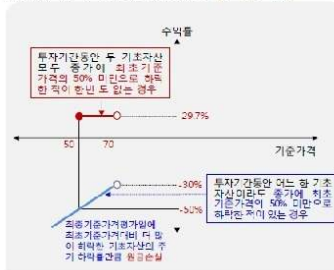 수익률
투자기간동안 두 기초자산
모두 종가에 최초기준
가격의 50% 미만으로 하락
한 적이 한번도 없는 경우
29.7%
50 70
기준가격
-30%
-50%
투자기간동안 어느 한 기초
자산이라도 종가에 최초
기준가격의 50% 미만으로
하락한 적이 있는 경우
최종기준가격평가일에
최초기준가격대비 더 많
이 하락한 기초자산의 주
가 하락률만큼 원금손실